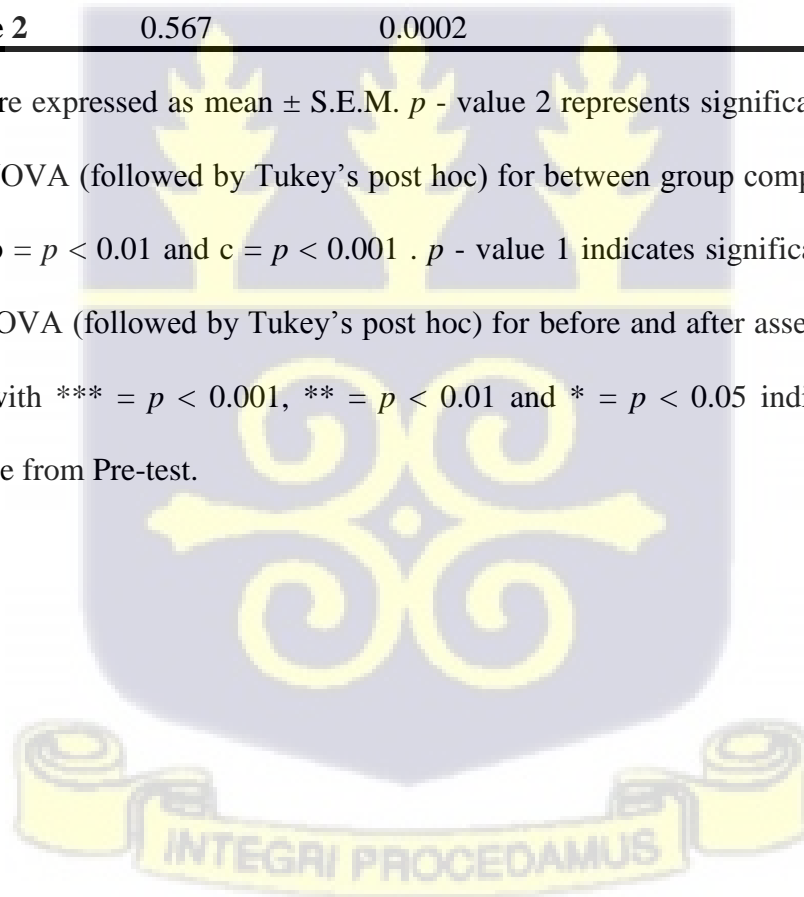 e 2 0.567 0.0002
re expressed as mean ± S.E.M. p - value 2 represents significa
OVA (followed by Tukey's post hoc) for between group comp
= p < 0.01 and c = p < 0.001 . p - value 1 indicates significa
OVA (followed by Tukey's post hoc) for before and after asse
with *** = p < 0.001, ** = p < 0.01 and * = p < 0.05 indi
e from Pre-test.
INTEGRI PROCEDAMUS